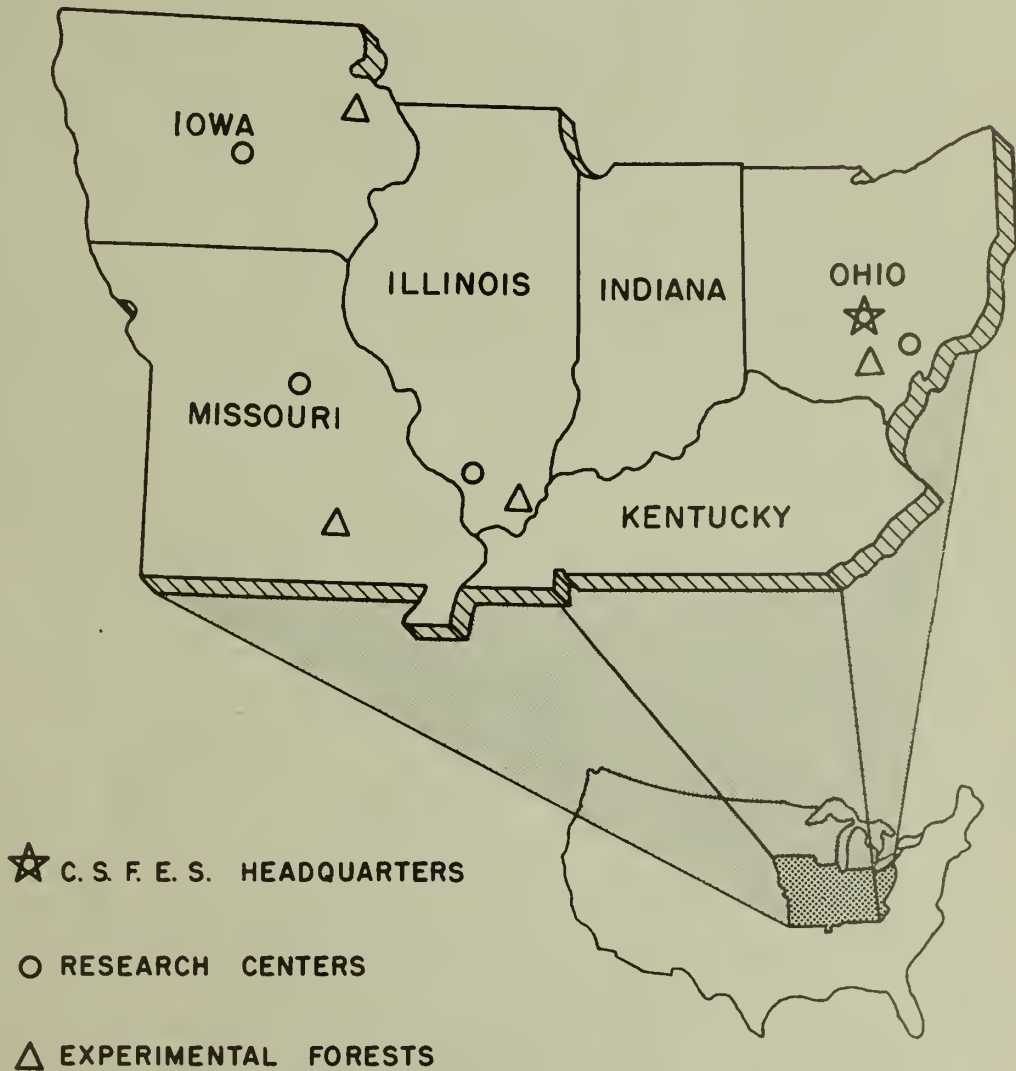 IOWA
ILLINOIS
INDIANA
OHIO
MISSOURI
KENTUCKY
C. S. F. E. S. HEADQUARTERS
RESEARCH CENTERS
EXPERIMENTAL FORESTS